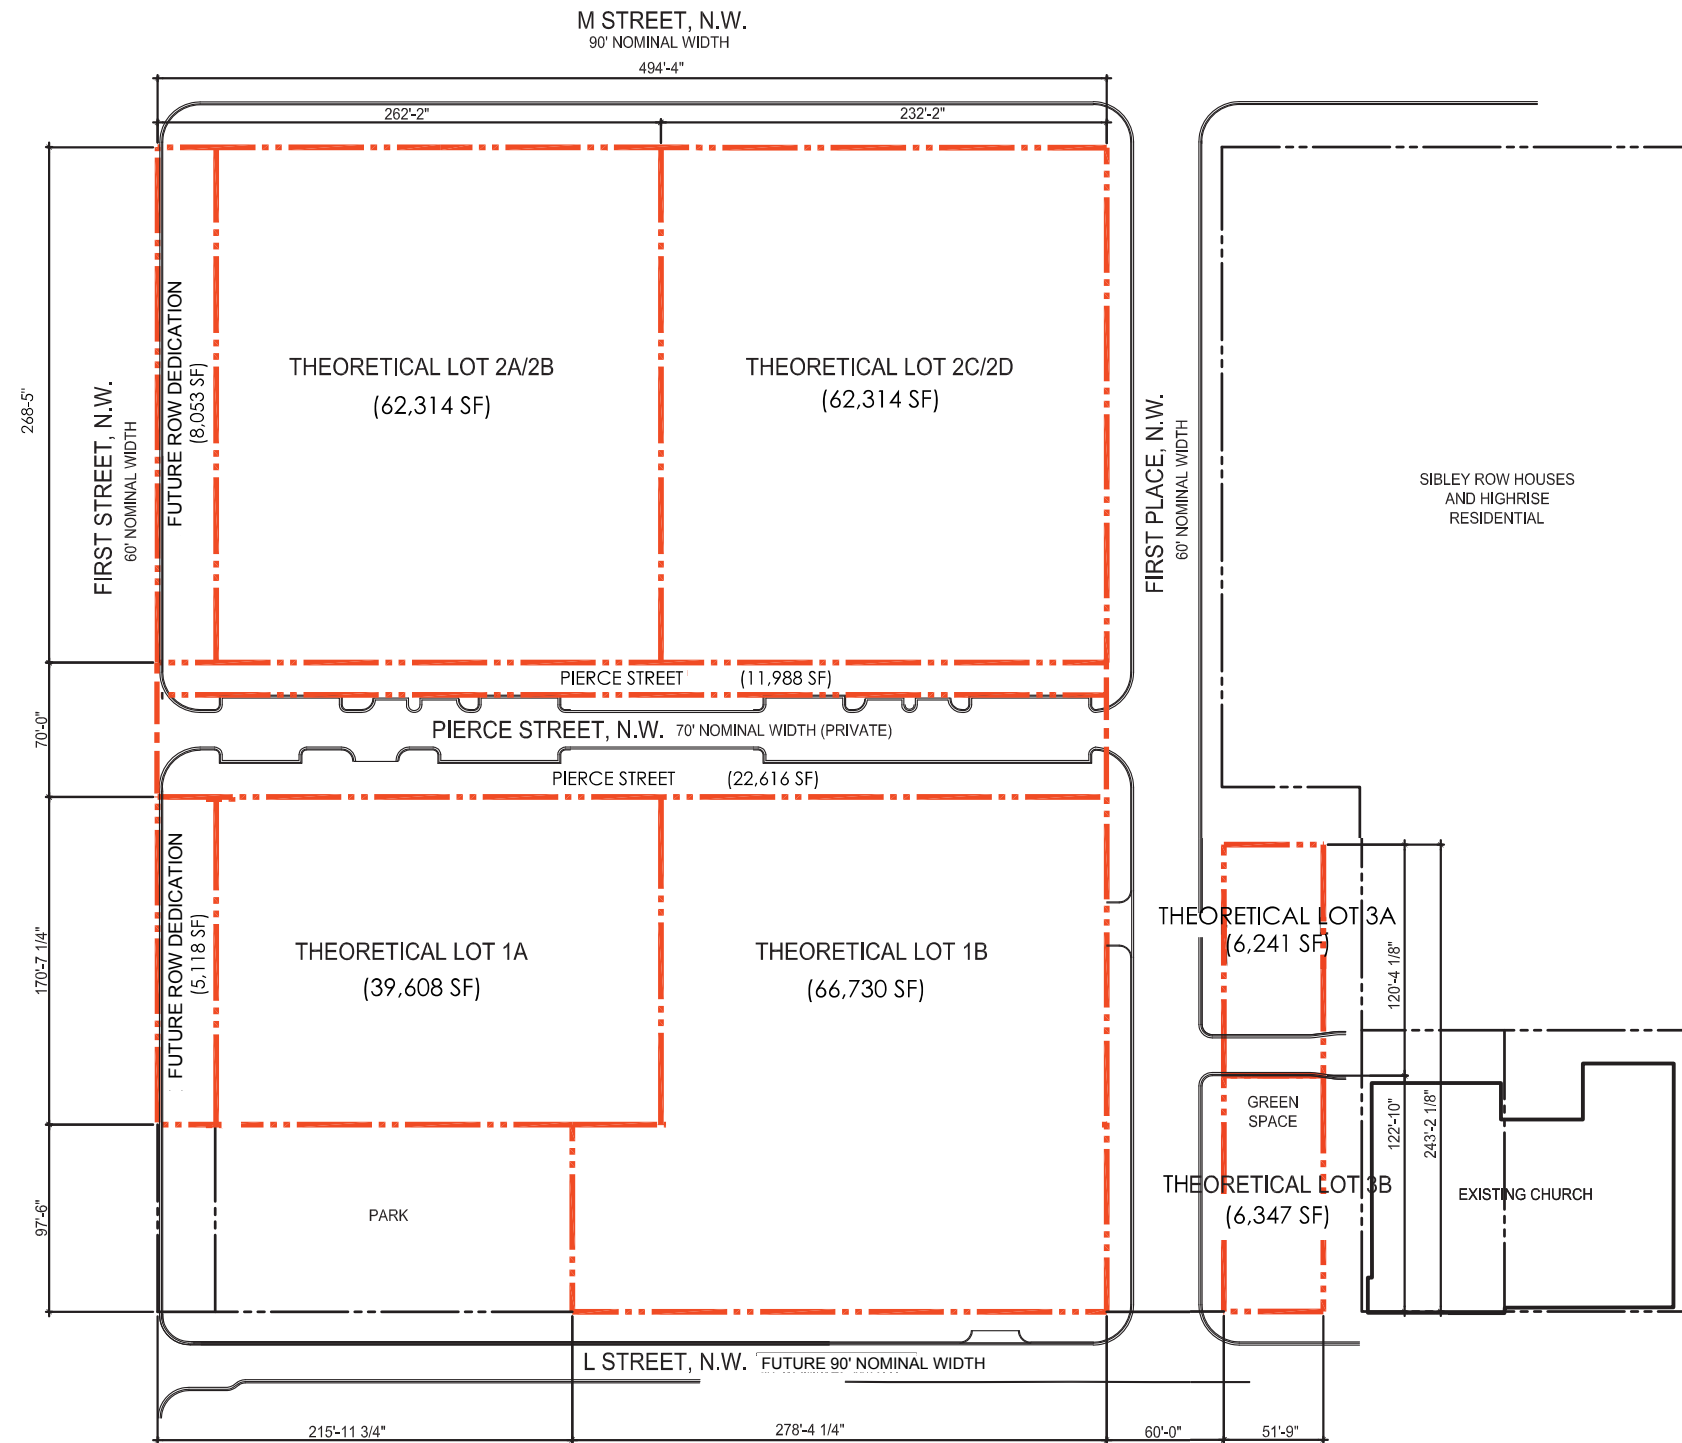 M STREET, N.W.
90' NOMINAL WIDTH
494'-4"
262'-2"
232'-2"
268-5"
FIRST STREET, N.W.
60' NOMINAL WIDTH
FUTURE ROW DEDICATION
(8,053 SF)
THEORETICAL LOT 2A/2B
(62,314 SF)
THEORETICAL LOT 2C/2D
(62,314 SF)
FIRST PLACE, N.W.
60' NOMINAL WIDTH
SIBLEY ROW HOUSES
AND HIGHRISE
RESIDENTIAL
PIERCE STREET (11,988 SF)
70'-0"
PIERCE STREET, N.W. 70' NOMINAL WIDTH (PRIVATE)
PIERCE STREET (22,616 SF)
170'-7 1/4"
FUTURE ROW DEDICATION
(5,118 SF)
THEORETICAL LOT 1A
(39,608 SF)
THEORETICAL LOT 1B
(66,730 SF)
THEORETICAL LOT 3A
(6,241 SF)
120'-4 1/8"
GREEN
SPACE
122'-10"
243'-2 1/8"
THEORETICAL LOT 3B
(6,347 SF)
EXISTING CHURCH
97'-6"
PARK
L STREET, N.W. FUTURE 90' NOMINAL WIDTH
215'-11 3/4"
278'-4 1/4"
60'-0"
51'-9"